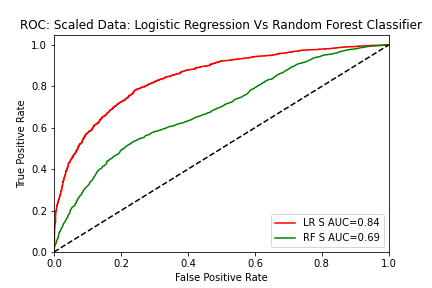 ROC: Scaled Data: Logistic Regression Vs Random Forest Classifier
1.0
0.8
0.6
0.4
0.2
0.0
True Positive Rate
LR S AUC=0.84
RF S AUC=0.69
0.0 0.2 0.4 0.6 0.8 1.0
False Positive Rate